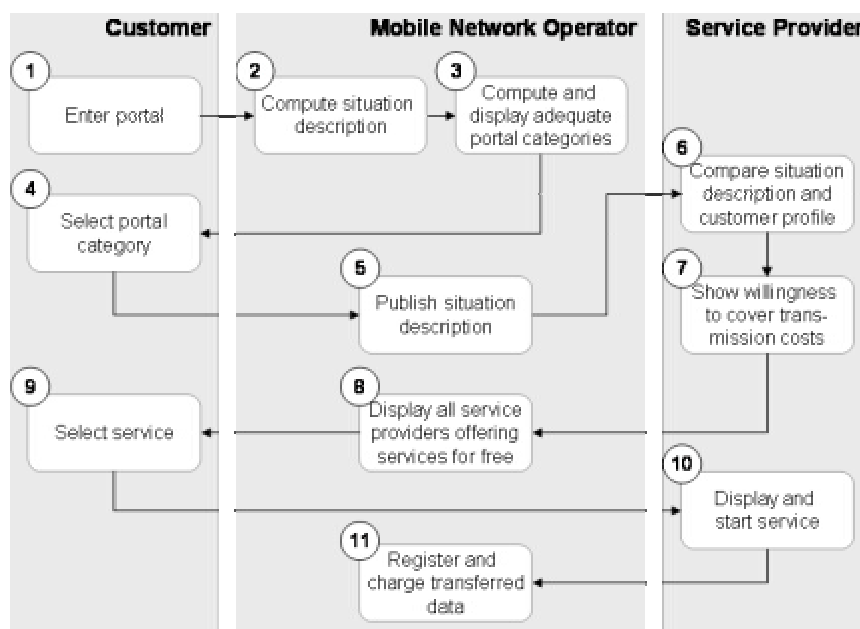 Customer
Mobile Network Operator
Service Provider
1
Enter portal
2
Compute situation
description
3
Compute and
display adequate
portal categories
4
Select portal
category
5
Publish situation
description
6
Compare situation
description and
customer profile
7
Show willingness
to cover trans-
mission costs
8
Display all service
providers offering
services for free
9
Select service
10
Display and
start service
11
Register and
charge transferred
data